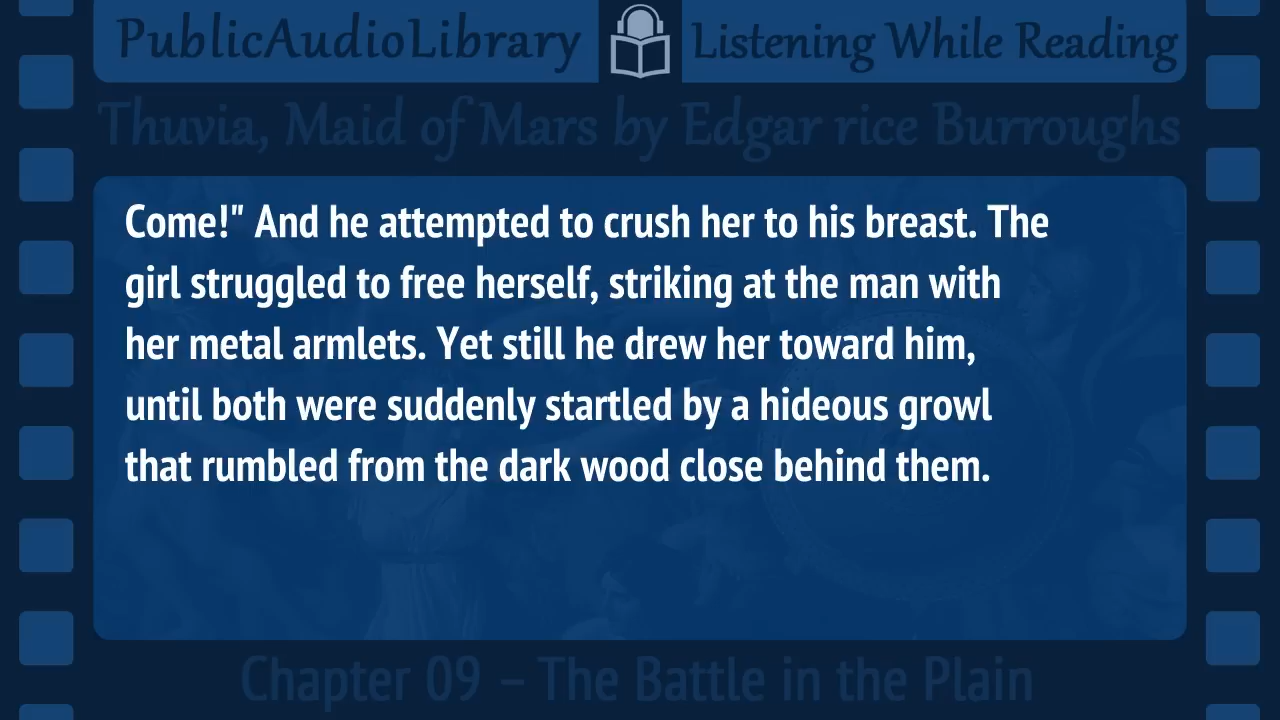 PublicAudioLibrary Listening While Reading
Thuvia, Maid of Mars by Edgar rice Burroughs
Come!" And he attempted to crush her to his breast. The
girl struggled to free herself, striking at the man with
her metal armlets. Yet still he drew her toward him,
until both were suddenly startled by a hideous growl
that rumbled from the dark wood close behind them.
Chapter 09 – The Battle in the Plain